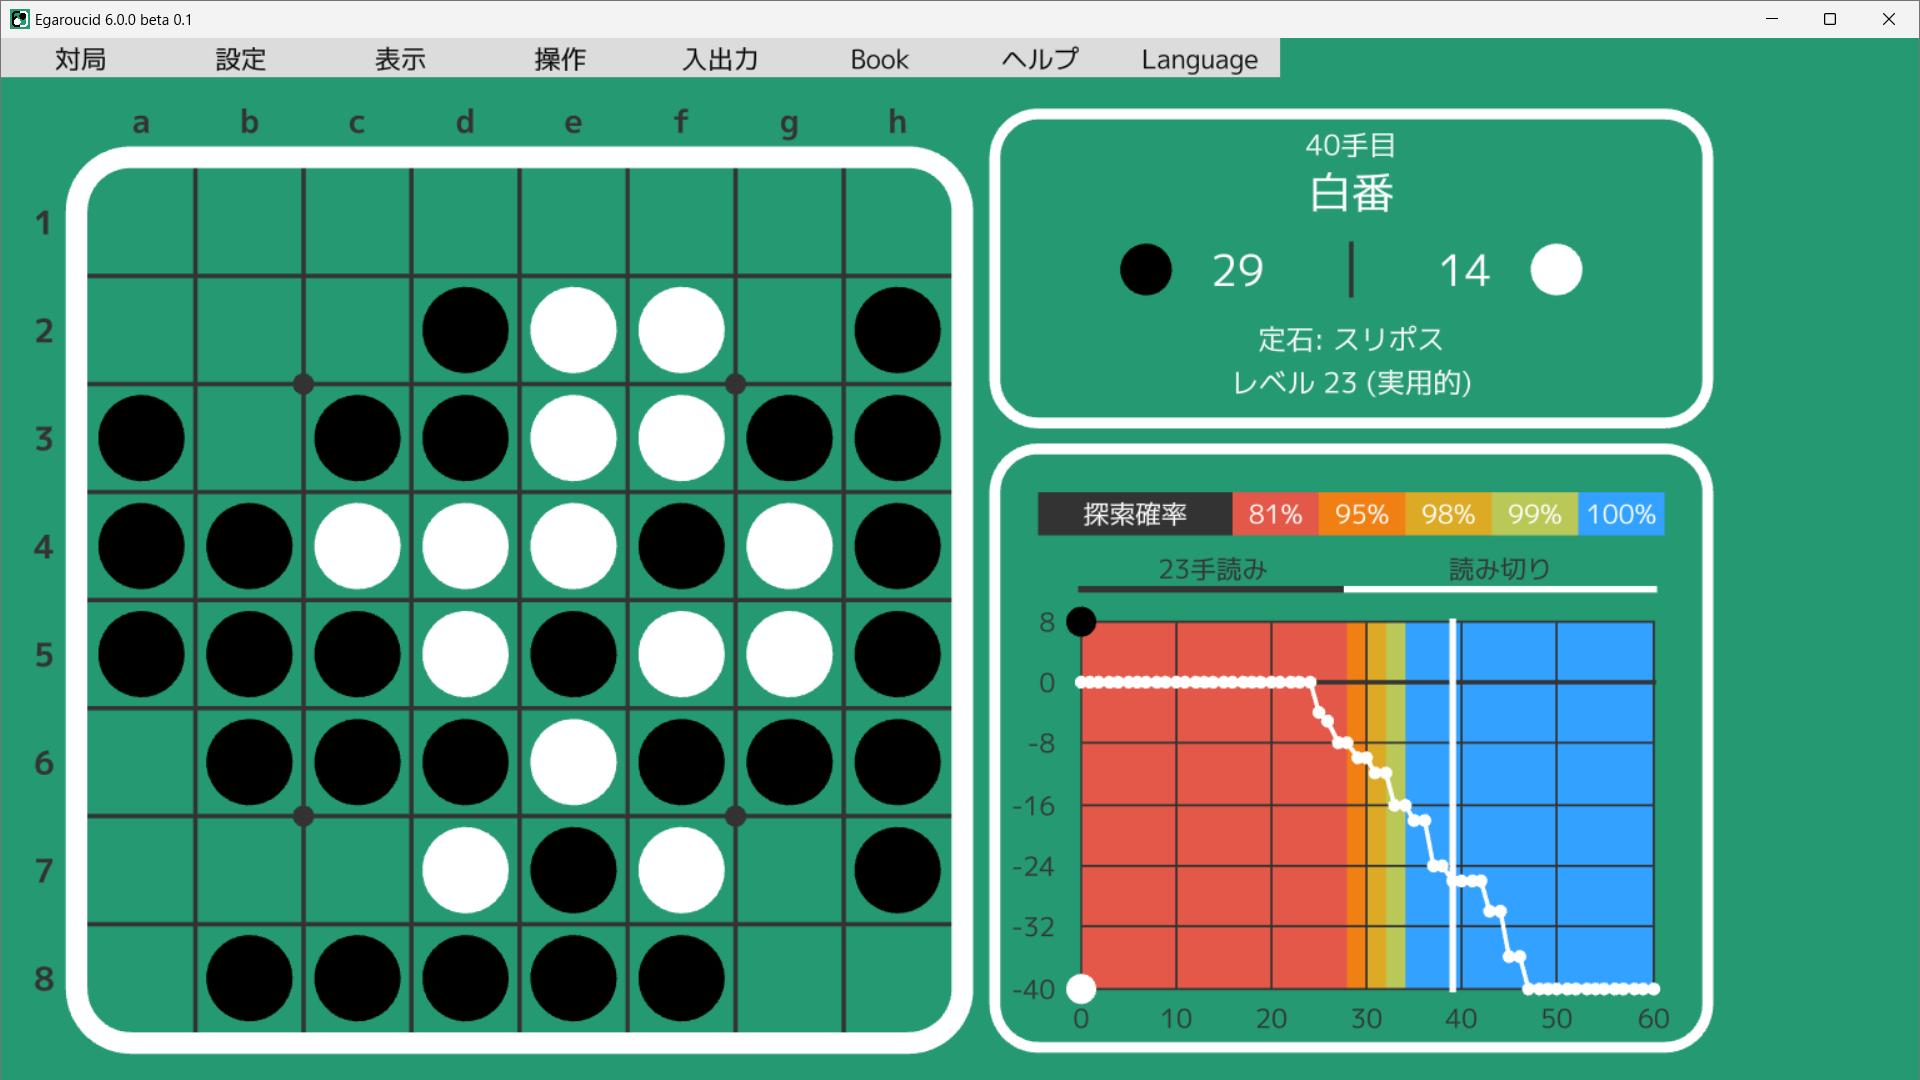 Egaroucid 6.0.0 beta 0.1
対局 設定 表示 操作 入出力 Book ヘルプ Language
a b c d e f g h
1
2
3
4
5
6
7
8
40手目
白番
29 14
定石: スリポス
レベル 23 (実用的)
探索確率 81% 95% 98% 99% 100%
23手読み 読み切り
8
0
-8
-16
-24
-32
-40
0 10 20 30 40 50 60